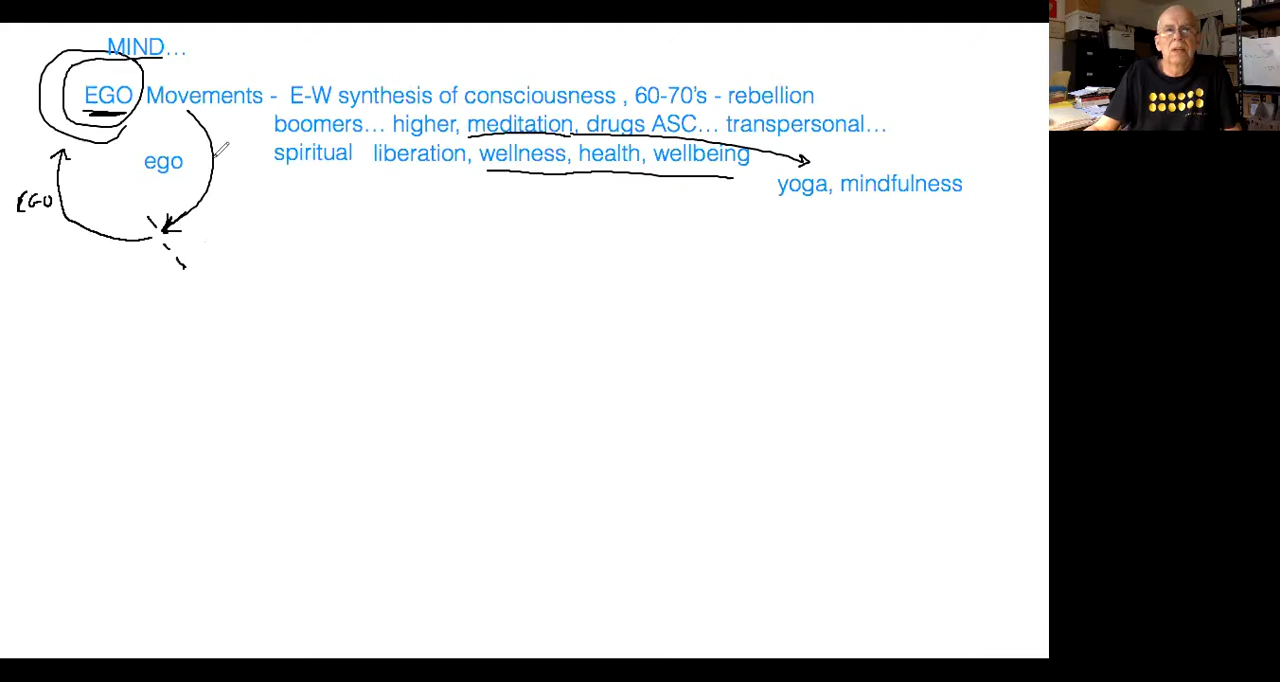 MIND...
EGO Movements - E-W synthesis of consciousness , 60-70's - rebellion
boomers... higher, meditation, drugs ASC... transpersonal...
spiritual liberation, wellness, health, wellbeing
ego
yoga, mindfulness
EGO